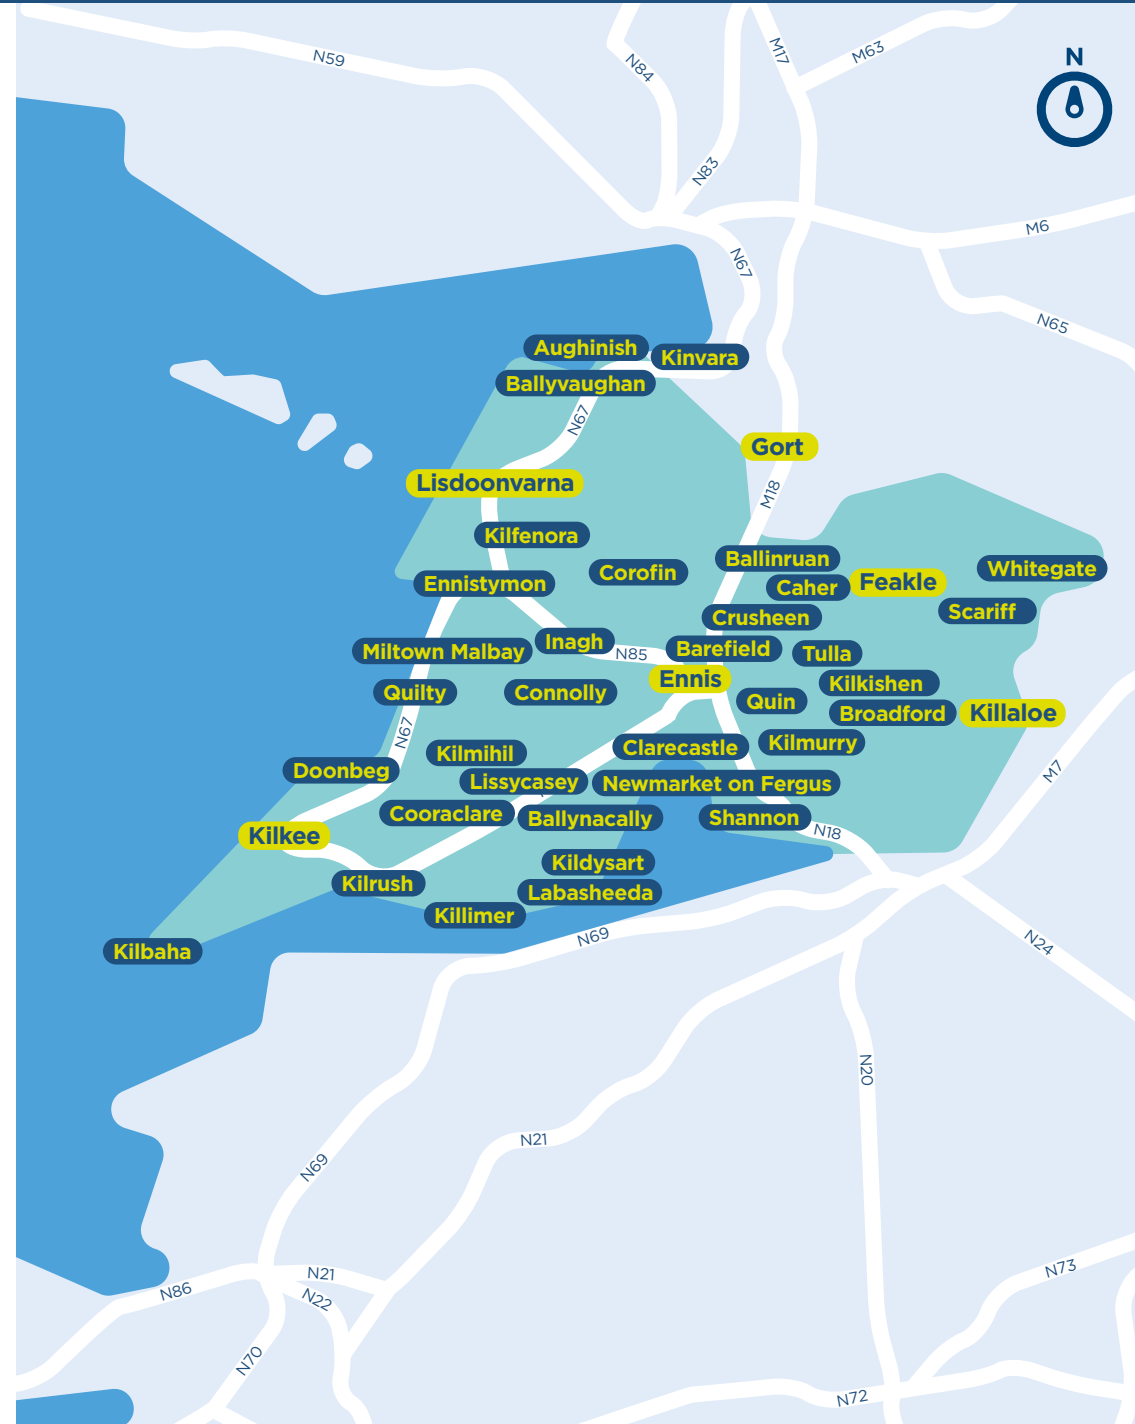 N59
N84
M17
M63
N
N83
M6
N67
N65
Aughinish
Kinvara
Ballyvaughan
N67
Gort
Lisdoonvarna
M18
Kilfenora
Ballinruan
Corofin
Whitegate
Ennistymon
Caher
Feakle
Scariff
Crusheen
Inagh
Miltown Malbay
N85
Barefield
Tulla
Ennis
Kilkishen
Quilty
Connolly
Quin
Broadford
Killaloe
N67
Kilmihil
Clarecastle
Kilmurry
Doonbeg
Lissycasey
Newmarket on Fergus
M7
Cooraclare
Ballynacally
Shannon
N18
Kilkee
Kildysart
Kilrush
Labasheeda
Killimer
N69
N24
Kilbaha
N20
N21
N69
N21
N73
N86
N22
N70
N72